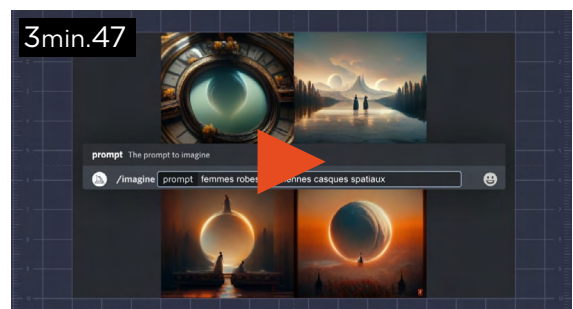 3min.47
prompt The prompt to imagine
/imagine prompt femmes robes casques spatiaux